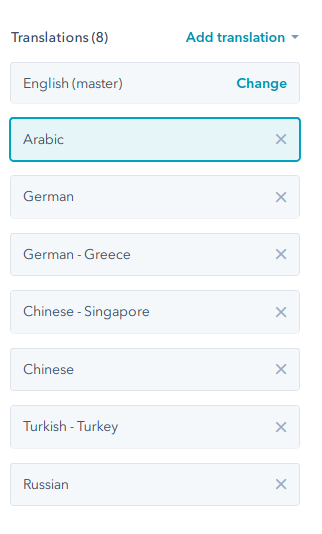 Translations (8) Add translation
English (master) Change
Arabic
German
German - Greece
Chinese - Singapore
Chinese
Turkish - Turkey
Russian